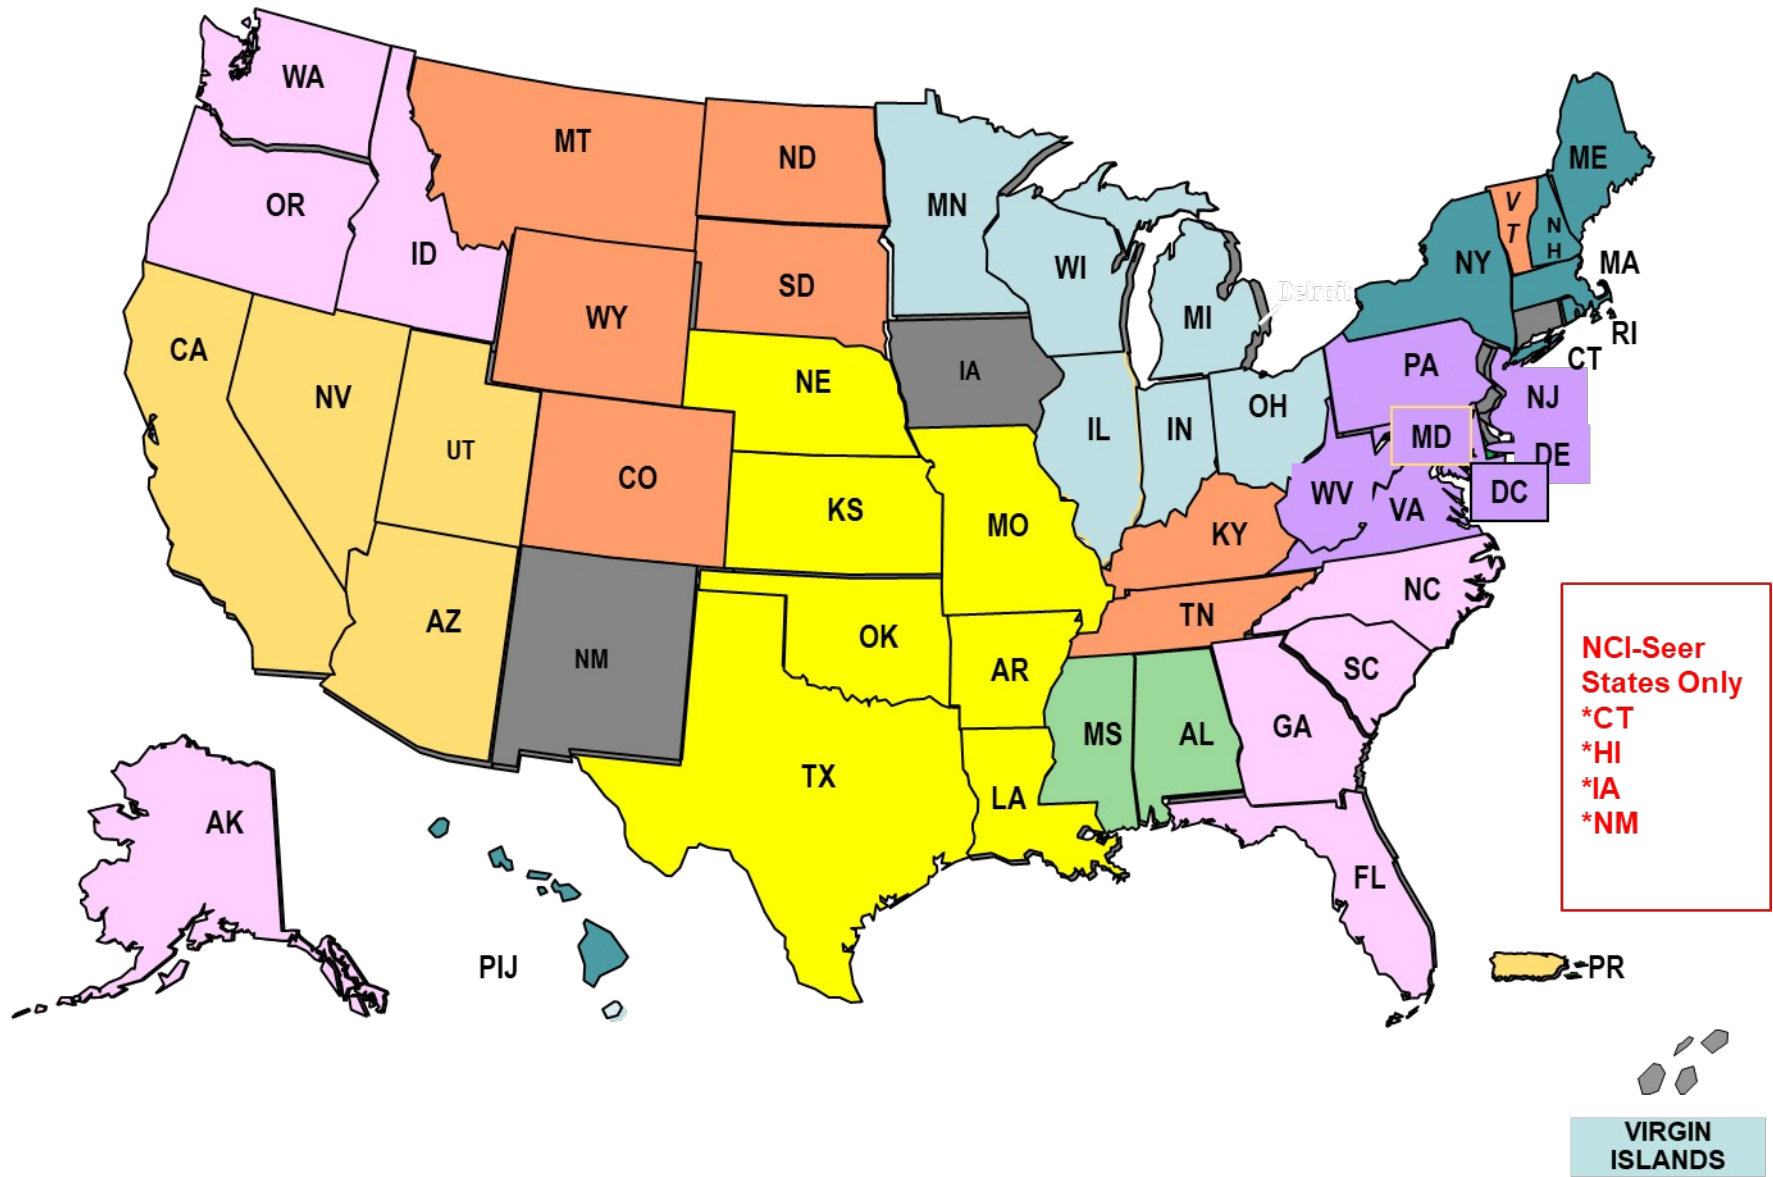 WA
MT
ND
MN
ME
OR
ID
WI
V
T
N
H
NY
MA
SD
WY
MI
Detroit
RI
CT
CA
NV
UT
NE
IA
PA
NJ
IL
IN
OH
MD
DE
CO
KS
MO
KY
WV
VA
DC
AZ
NM
OK
AR
TN
NC
SC
MS
AL
GA
TX
LA
FL
AK
PIJ
PR
NCI-Seer
States Only
*CT
*HI
*IA
*NM
VIRGIN
ISLANDS